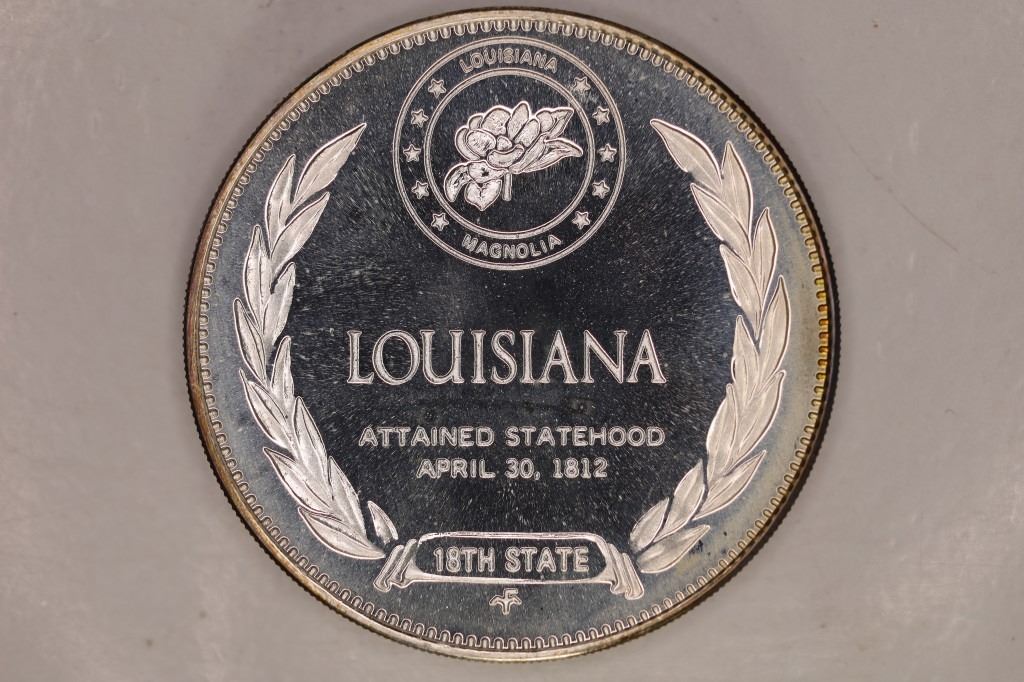 LOUISIANA
MAGNOLIA
LOUISIANA
ATTAINED STATEHOOD
APRIL 30, 1812
18TH STATE